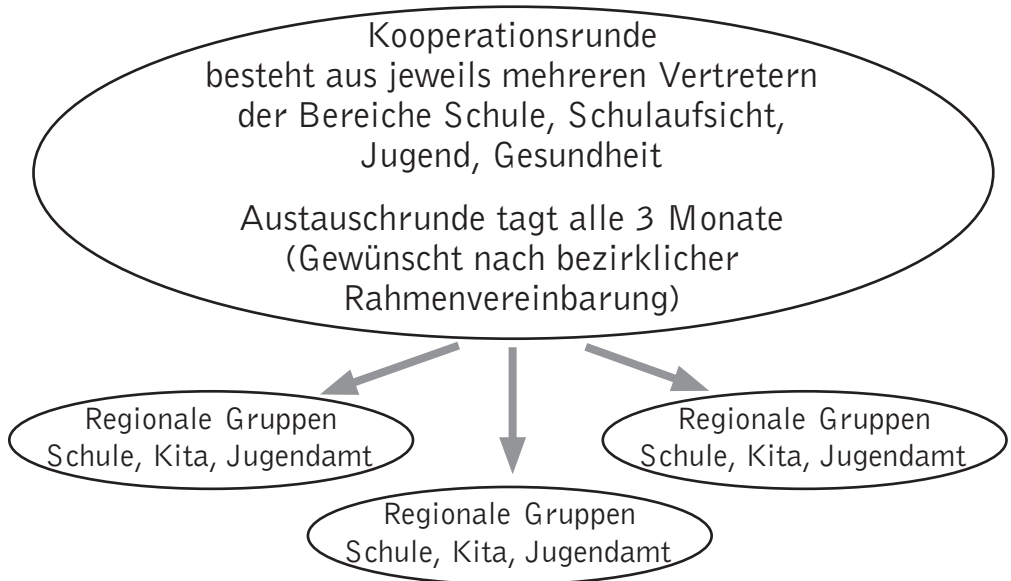 Kooperationsrunde
besteht aus jeweils mehreren Vertretern
der Bereiche Schule, Schulaufsicht,
Jugend, Gesundheit
Austauschrunde tagt alle 3 Monate
(Gewünscht nach bezirklicher
Rahmenvereinbarung)
Regionale Gruppen
Schule, Kita, Jugendamt
Regionale Gruppen
Schule, Kita, Jugendamt
Regionale Gruppen
Schule, Kita, Jugendamt